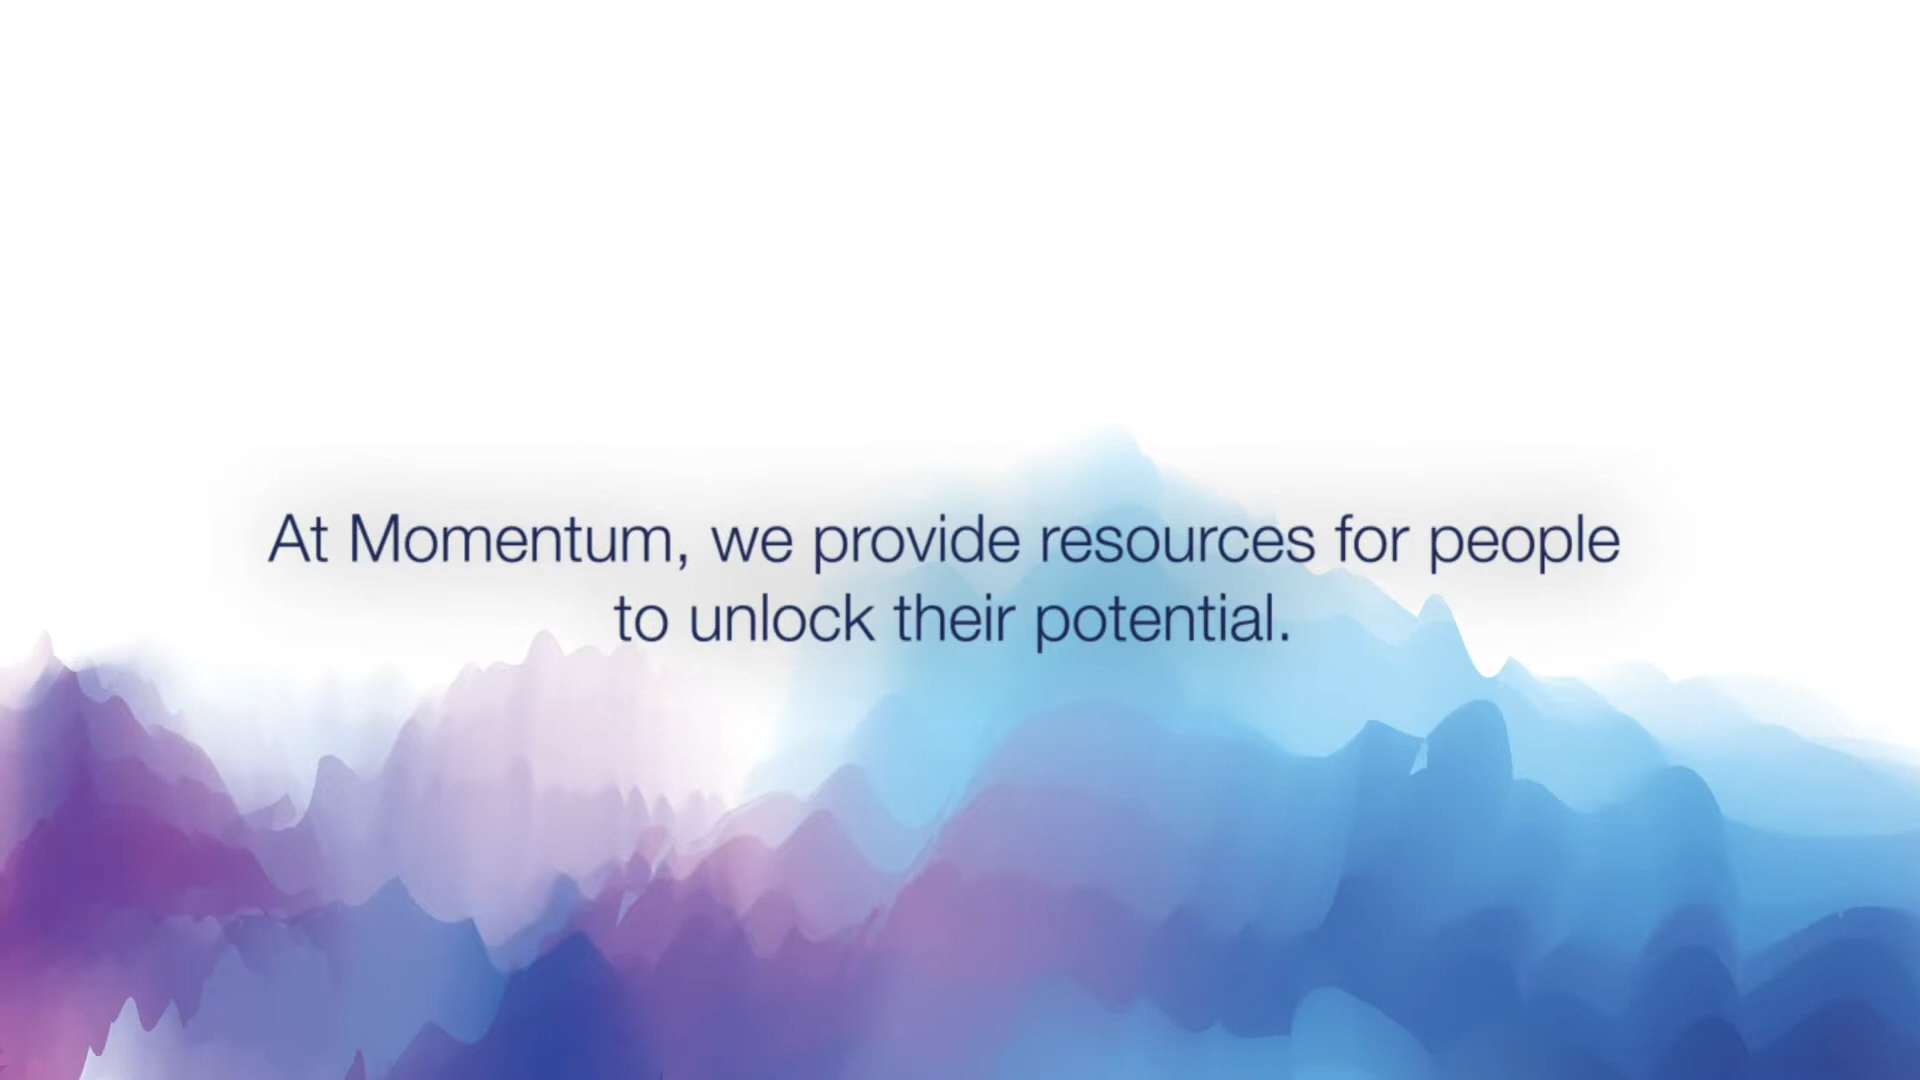 At Momentum, we provide resources for people
to unlock their potential.